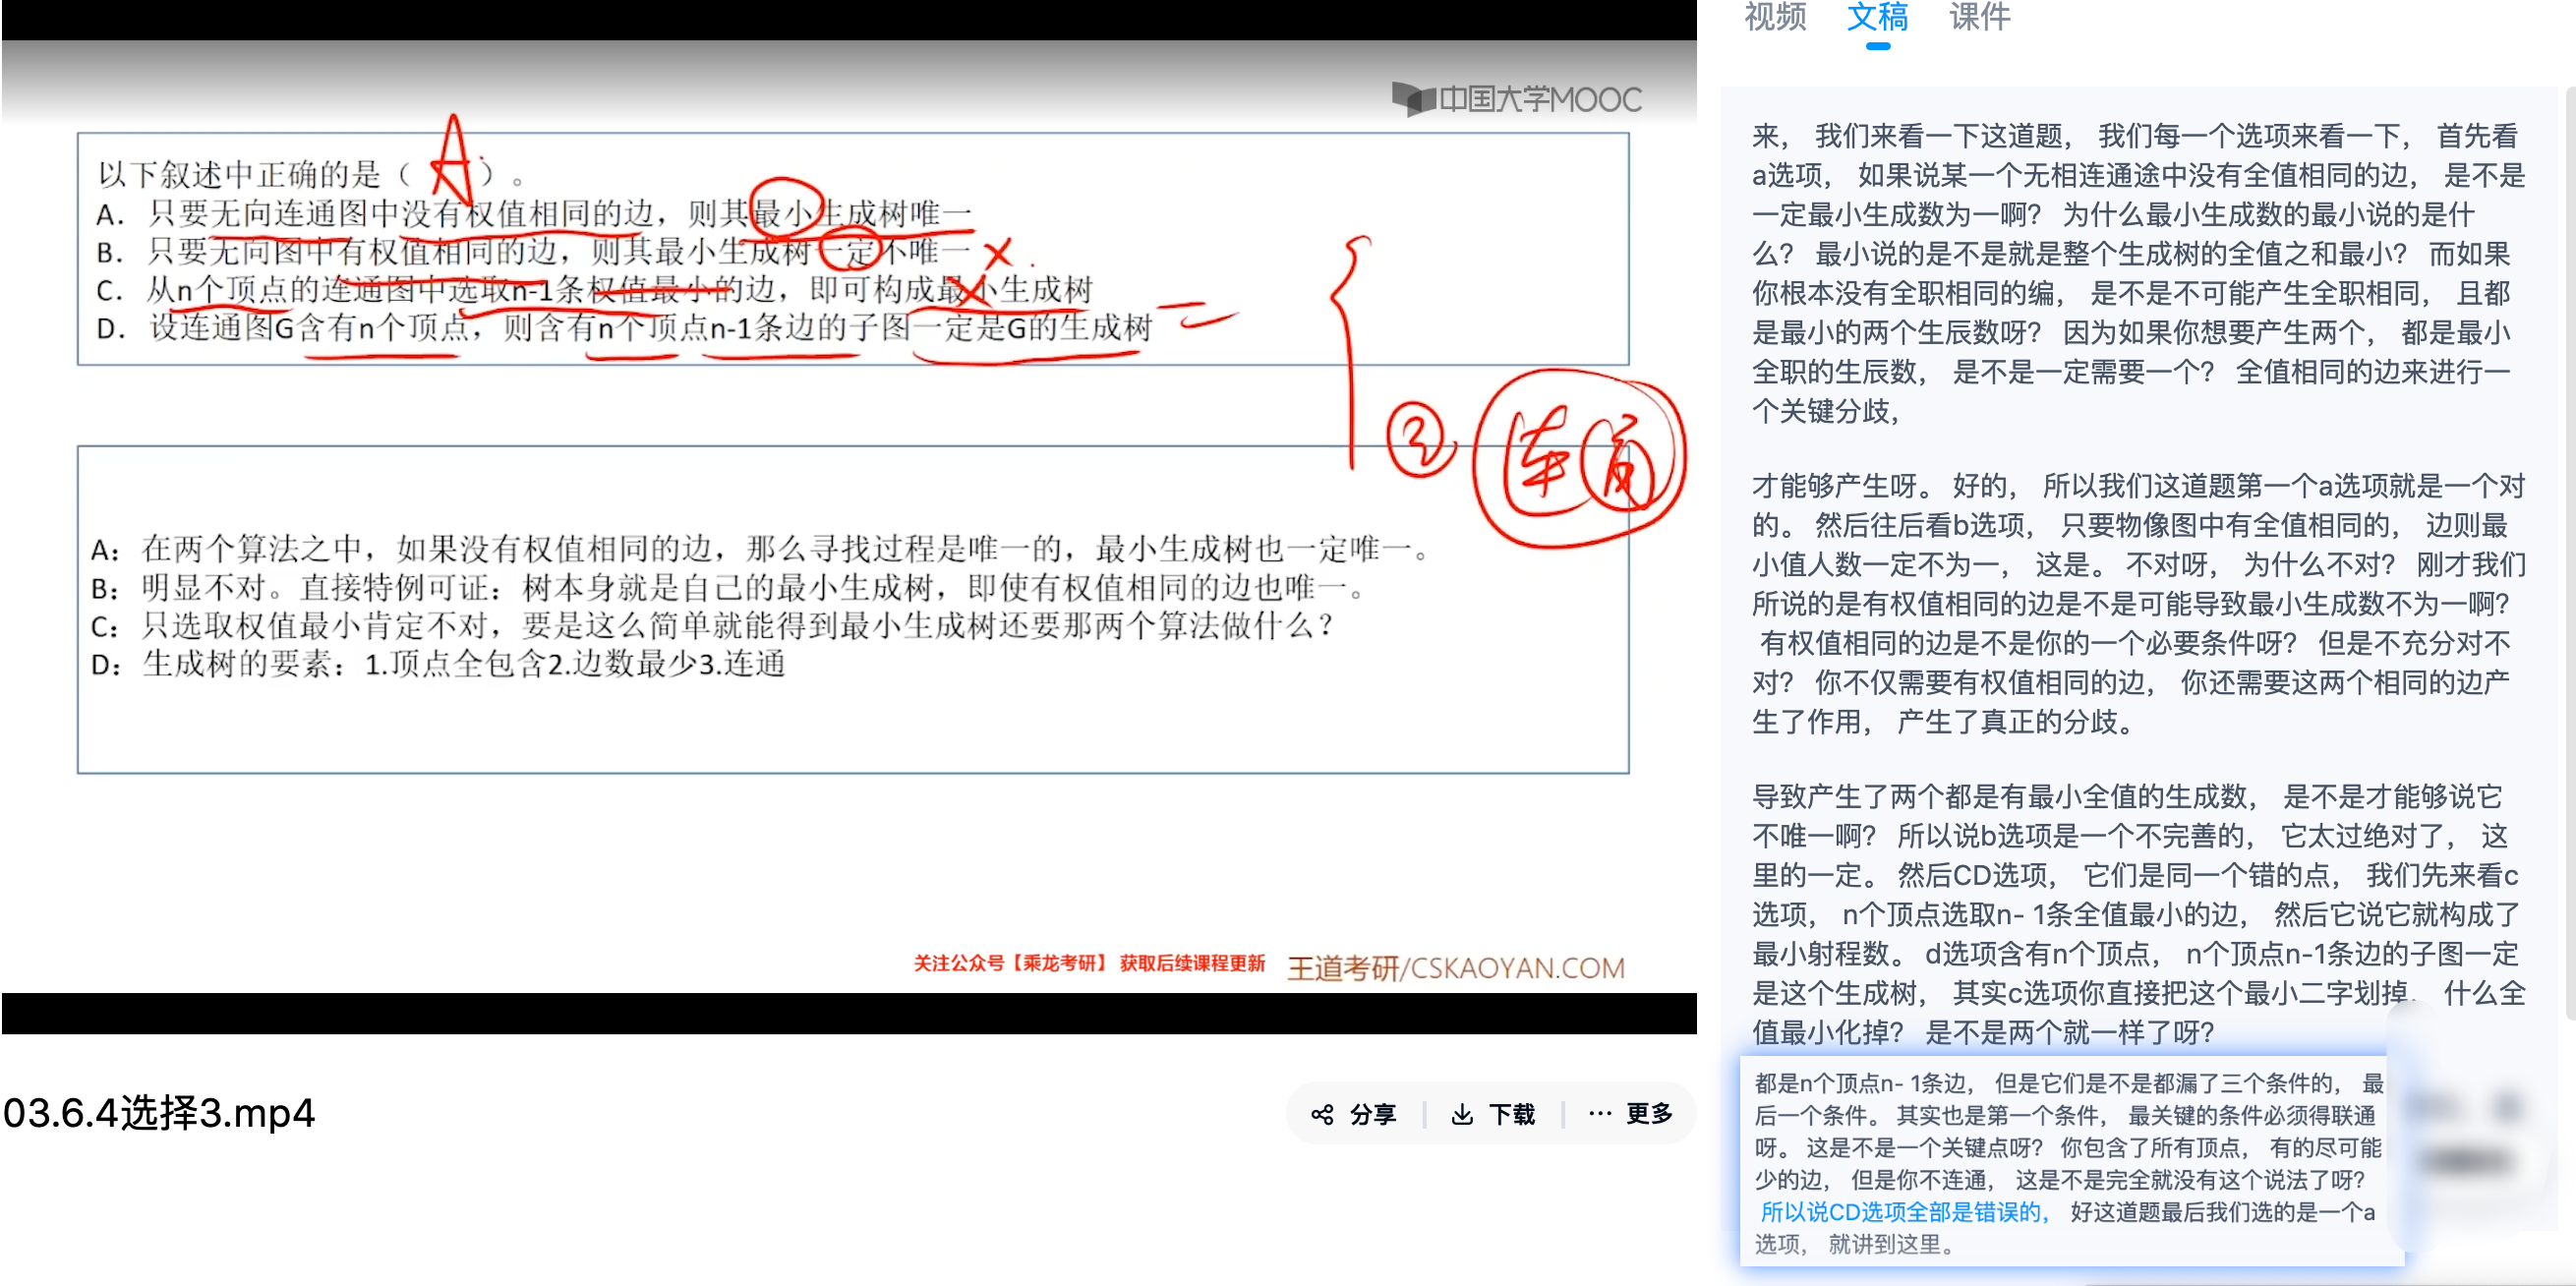 中国大学MOOC
以下叙述中正确的是（ A ）。
A. 只要无向连通图中没有权值相同的边，则其最小生成树唯一
B. 只要无向图中有权值相同的边，则其最小生成树一定不唯一
C. 从n个顶点的连通图中选取n-1条权值最小的边，即可构成最小生成树
D. 设连通图G含有n个顶点，则含有n个顶点n-1条边的子图一定是G的生成树
③
A：在两个算法之中，如果没有权值相同的边，那么寻找过程是唯一的，最小生成树也一定唯一。
B：明显不对。直接特例可证：树本身就是自己的最小生成树，即使有权值相同的边也唯一。
C：只选取权值最小肯定不对，要是这么简单就能得到最小生成树还要那两个算法做什么？
D：生成树的要素：1.顶点全包含2.边数最少3.连通
关注公众号【乘龙考研】 获取后续课程更新
王道考研/CSKAOYAN.COM
03.6.4选择3.mp4
分享
下载
··· 更多
视频 文稿 课件
来， 我们来看一下这道题， 我们每一个选项来看一下， 首先看
a选项， 如果说某一个无相连通途中没有全值相同的边， 是不是
一定最小生成数为一啊？ 为什么最小生成数的最小说的是什
么？ 最小说的是不是就是整个生成树的全值之和最小？ 而如果
你根本没有全职相同的编， 是不是不可能产生全职相同， 且都
是最小的两个生辰数呀？ 因为如果你想要产生两个， 都是最小
全职的生辰数， 是不是一定需要一个？ 全值相同的边来进行一
个关键分歧，
才能够产生呀。 好的， 所以我们这道题第一个a选项就是一个对
的。 然后往后看b选项， 只要物像图中有全值相同的， 边则最
小值人数一定不为一， 这是。 不对呀， 为什么不对？ 刚才我们
所说的是有权值相同的边是不是可能导致最小生成数不为一啊？
有权值相同的边是不是你的一个必要条件呀？ 但是不充分对不
对？ 你不仅需要有权值相同的边， 你还需要这两个相同的边产
生了作用， 产生了真正的分歧。
导致产生了两个都是有最小全值的生成数， 是不是才能够说它
不唯一啊？ 所以说b选项是一个不完善的， 它太过绝对了， 这
里的一定。 然后CD选项， 它们是同一个错的点， 我们先来看c
选项， n个顶点选取n- 1条全值最小的边， 然后它说它就构成了
最小射程数。 d选项含有n个顶点， n个顶点n-1条边的子图一定
是这个生成树， 其实c选项你直接把这个最小二字划掉、 什么全
值最小化掉？ 是不是两个就一样了呀？
都是n个顶点n- 1条边， 但是它们是不是都漏了三个条件的， 最
后一个条件。 其实也是第一个条件， 最关键的条件必须得联通
呀。 这是不是一个关键点呀？ 你包含了所有顶点， 有的尽可能
少的边， 但是你不连通， 这是不是完全就没有这个说法了呀？
所以说CD选项全部是错误的， 好这道题最后我们选的是一个a
选项， 就讲到这里。